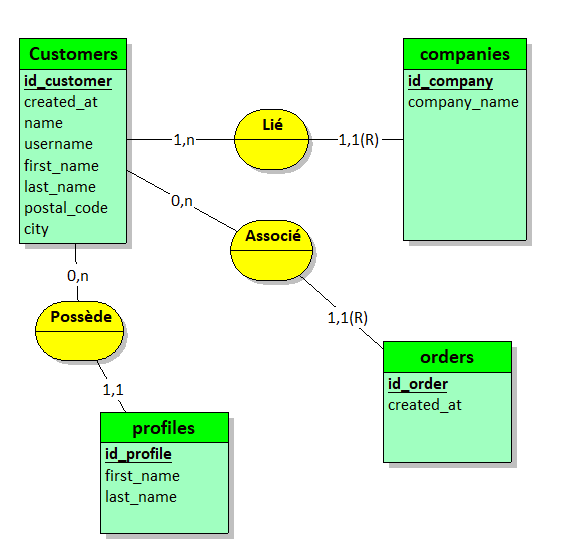 Customers
id_customer
created_at
name
username
first_name
last_name
postal_code
city
companies
id_company
company_name
1,n
Lié
1,1(R)
0,n
Associé
1,1(R)
0,n
Possède
1,1
orders
id_order
created_at
profiles
id_profile
first_name
last_name